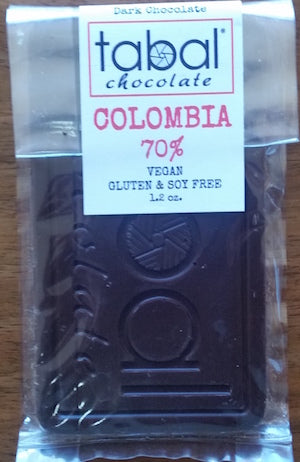 Dark Chocolate
tabal®
chocolate
COLOMBIA
70%
VEGAN
GLUTEN & SOY FREE
1.2 oz.